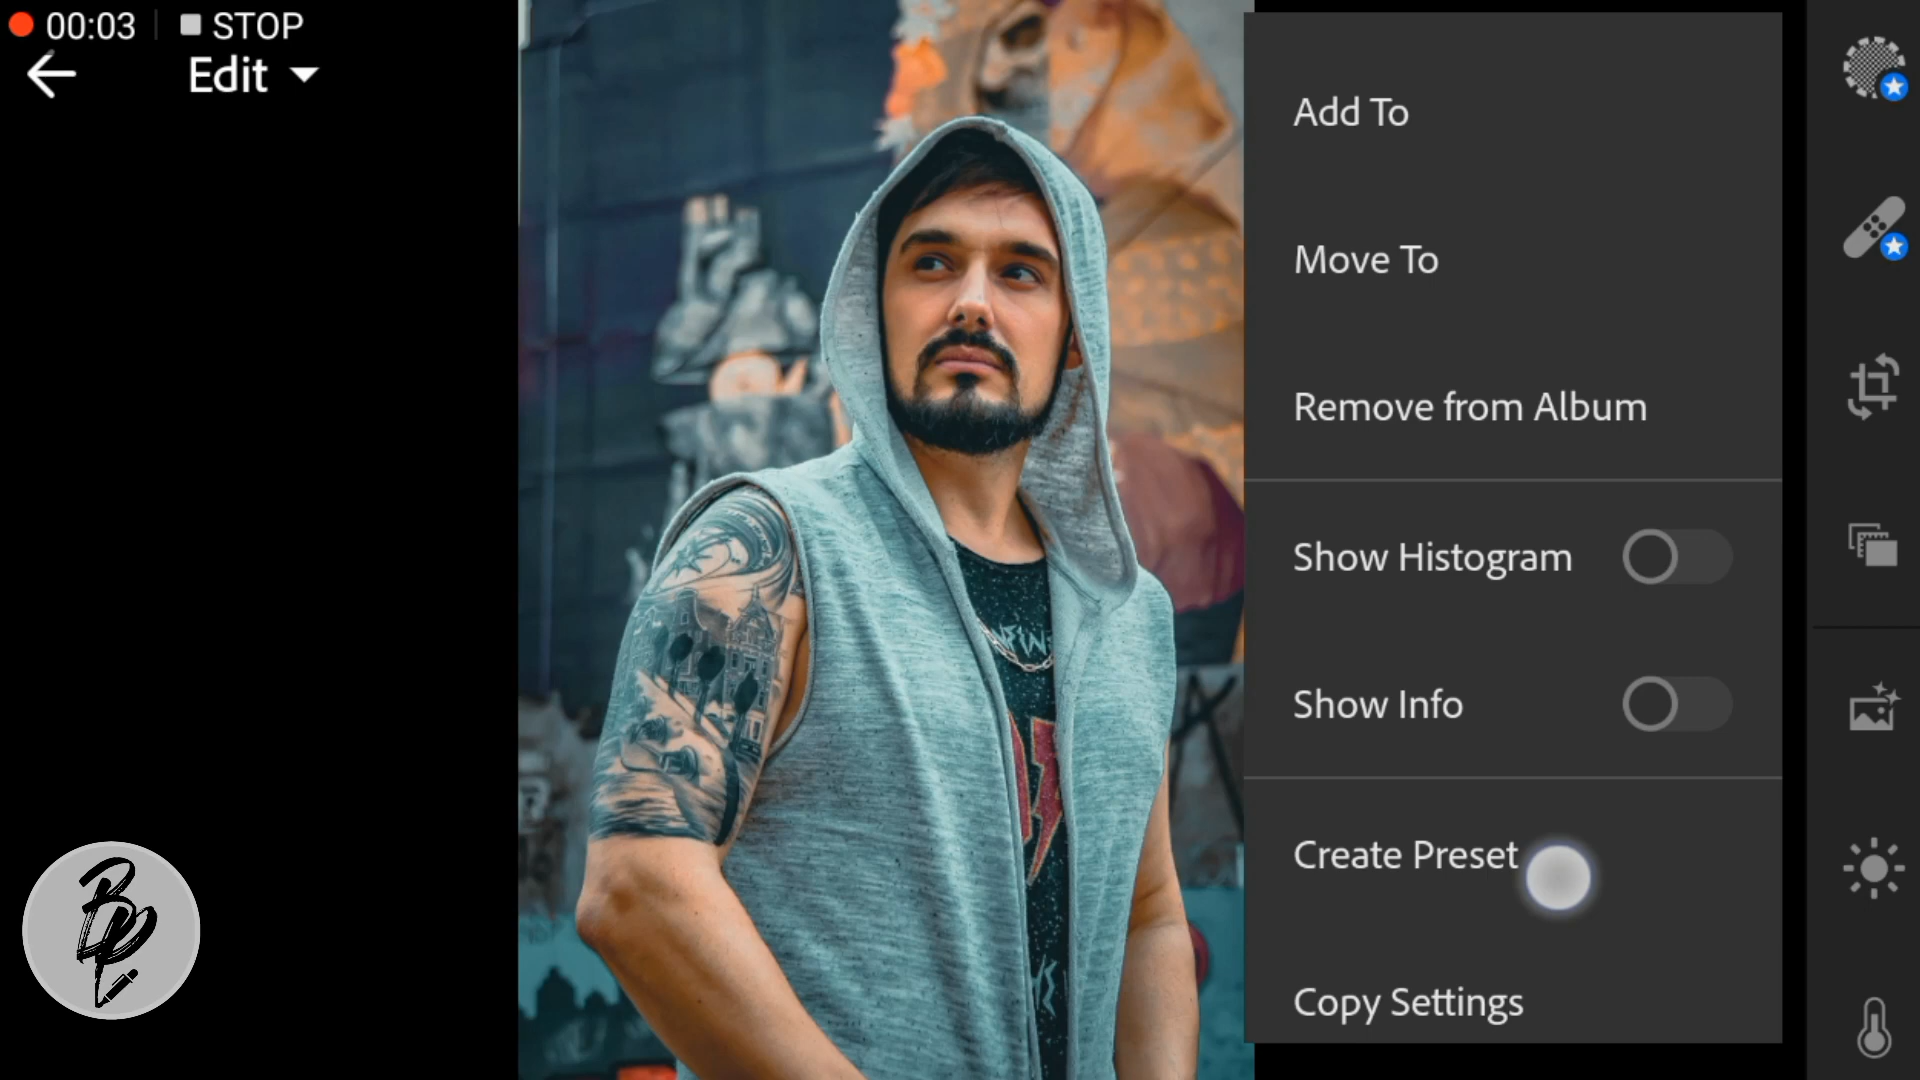 00:03 STOP
Edit
Add To
Move To
Remove from Album
Show Histogram
Show Info
Create Preset
Copy Settings